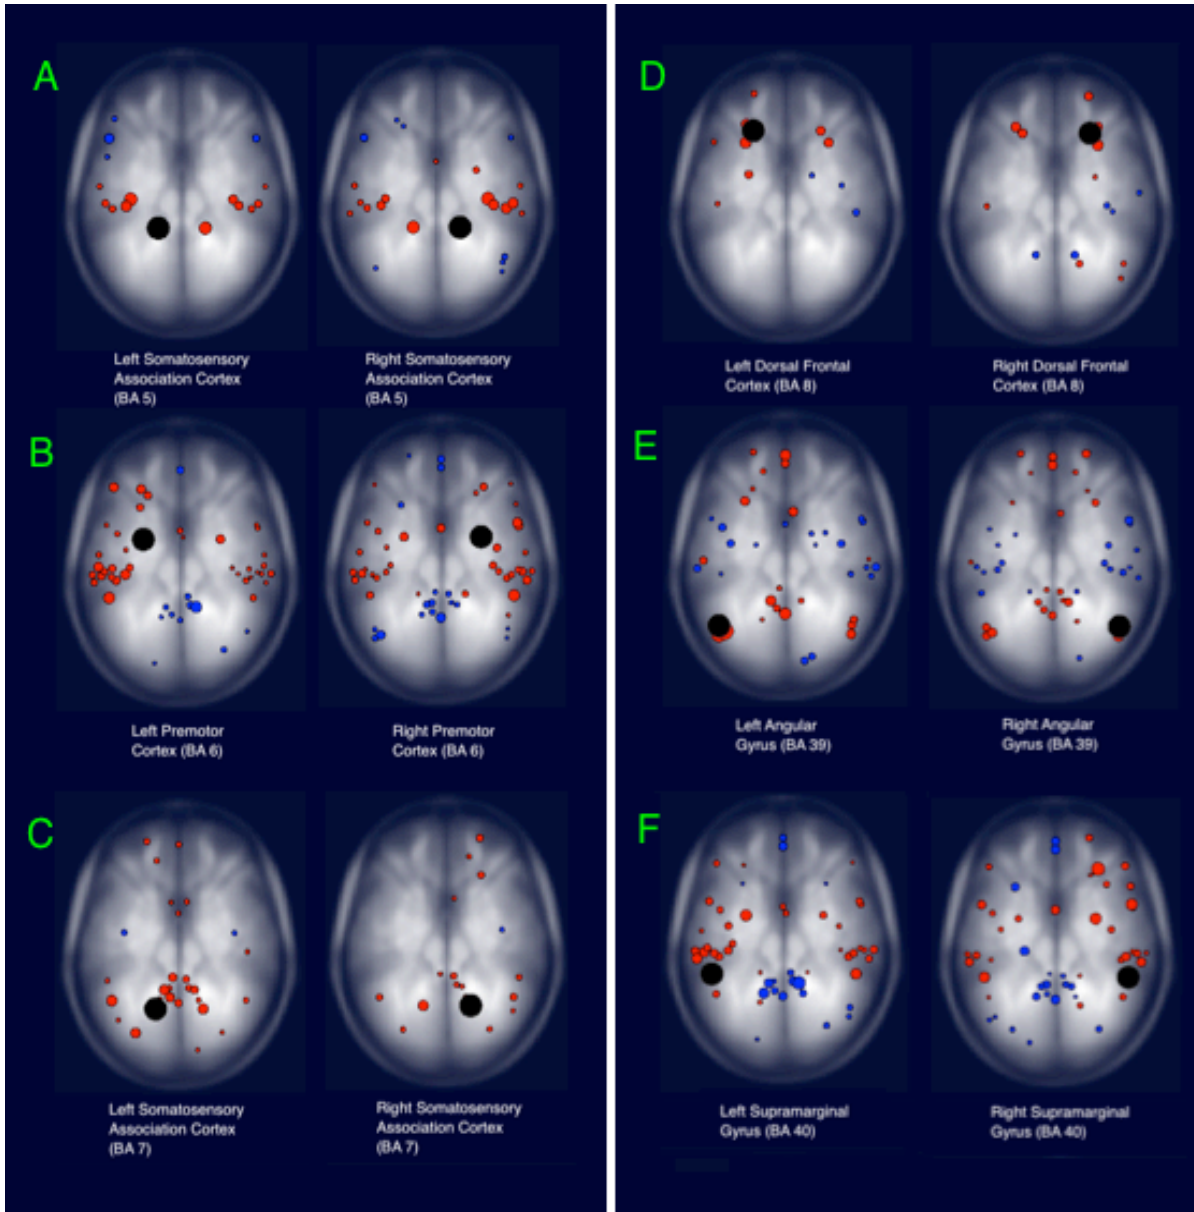 A
Left Somatosensory
Association Cortex
(BA 5)
Right Somatosensory
Association Cortex
(BA 5)
B
Left Premotor
Cortex (BA 6)
Right Premotor
Cortex (BA 6)
C
Left Somatosensory
Association Cortex
(BA 7)
Right Somatosensory
Association Cortex
(BA 7)
D
Left Dorsal Frontal
Cortex (BA 8)
Right Dorsal Frontal
Cortex (BA 8)
E
Left Angular
Gyrus (BA 39)
Right Angular
Gyrus (BA 39)
F
Left Supramarginal
Gyrus (BA 40)
Right Supramarginal
Gyrus (BA 40)